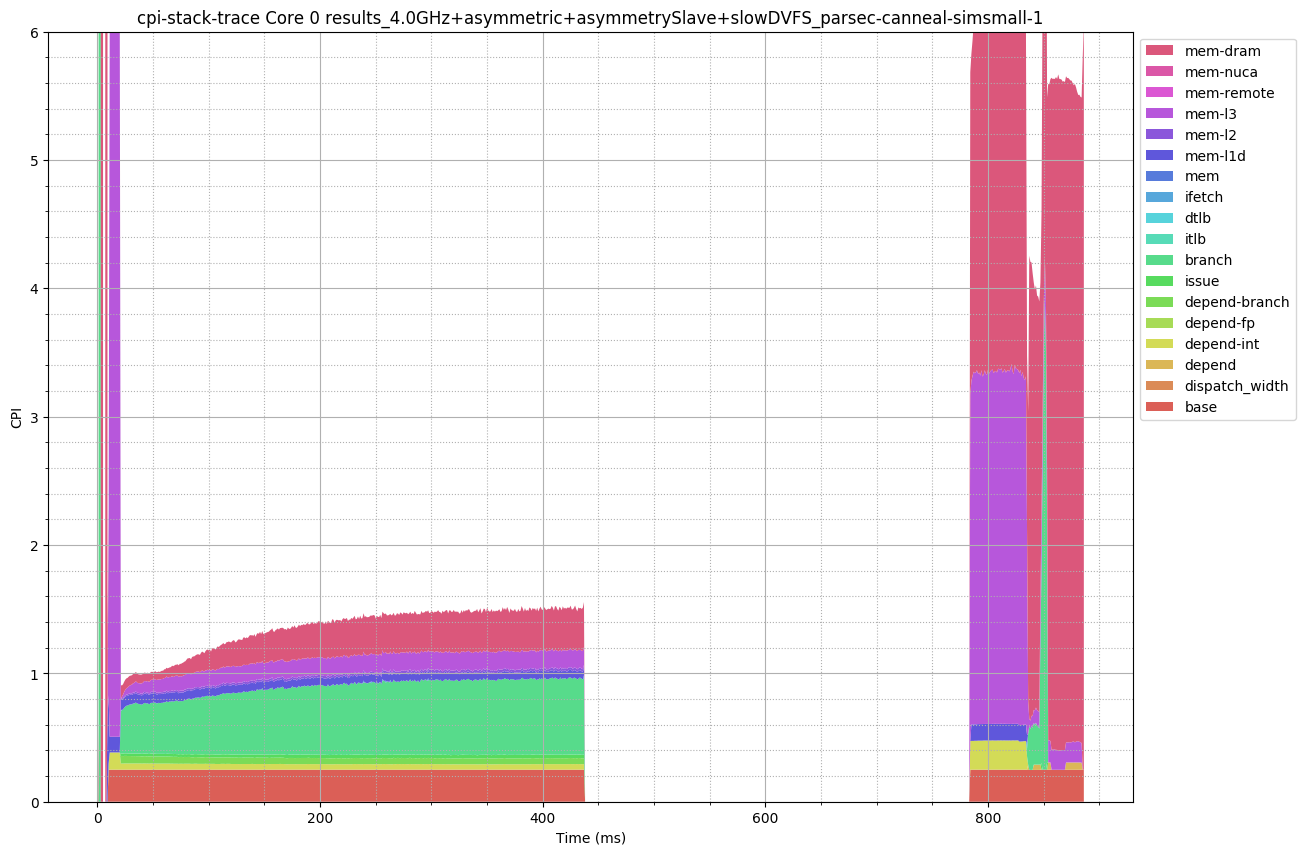 cpi-stack-trace Core 0 results_4.0GHz+asymmetric+asymmetrySlave+slowDVFS_parsec-canneal-simsmall-1
6
5
4
3
2
1
0
CPI
0
200
400
600
800
Time (ms)
mem-dram
mem-nuca
mem-remote
mem-l3
mem-l2
mem-l1d
mem
ifetch
dtlb
itlb
branch
issue
depend-branch
depend-fp
depend-int
depend
dispatch_width
base